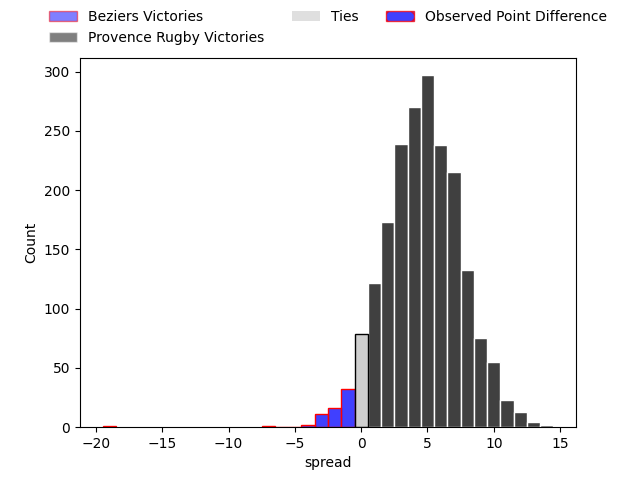 Beziers Victories
Ties
Observed Point Difference
Provence Rugby Victories
300
250
200
150
100
50
0
Count
−20 −15 −10 −5 0 5 10 15
spread